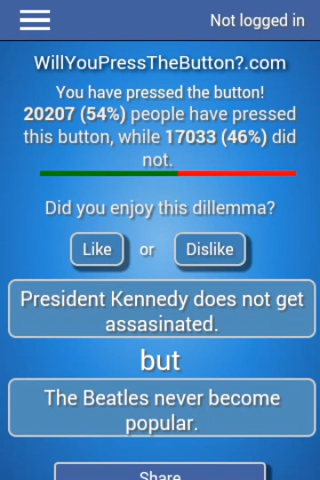 Not logged in
WillYouPressTheButton?.com
You have pressed the button!
20207 (54%) people have pressed
this button, while 17033 (46%) did
not.
Did you enjoy this dillemma?
Like or Dislike
President Kennedy does not get
assasinated.
but
The Beatles never become
popular.
Share